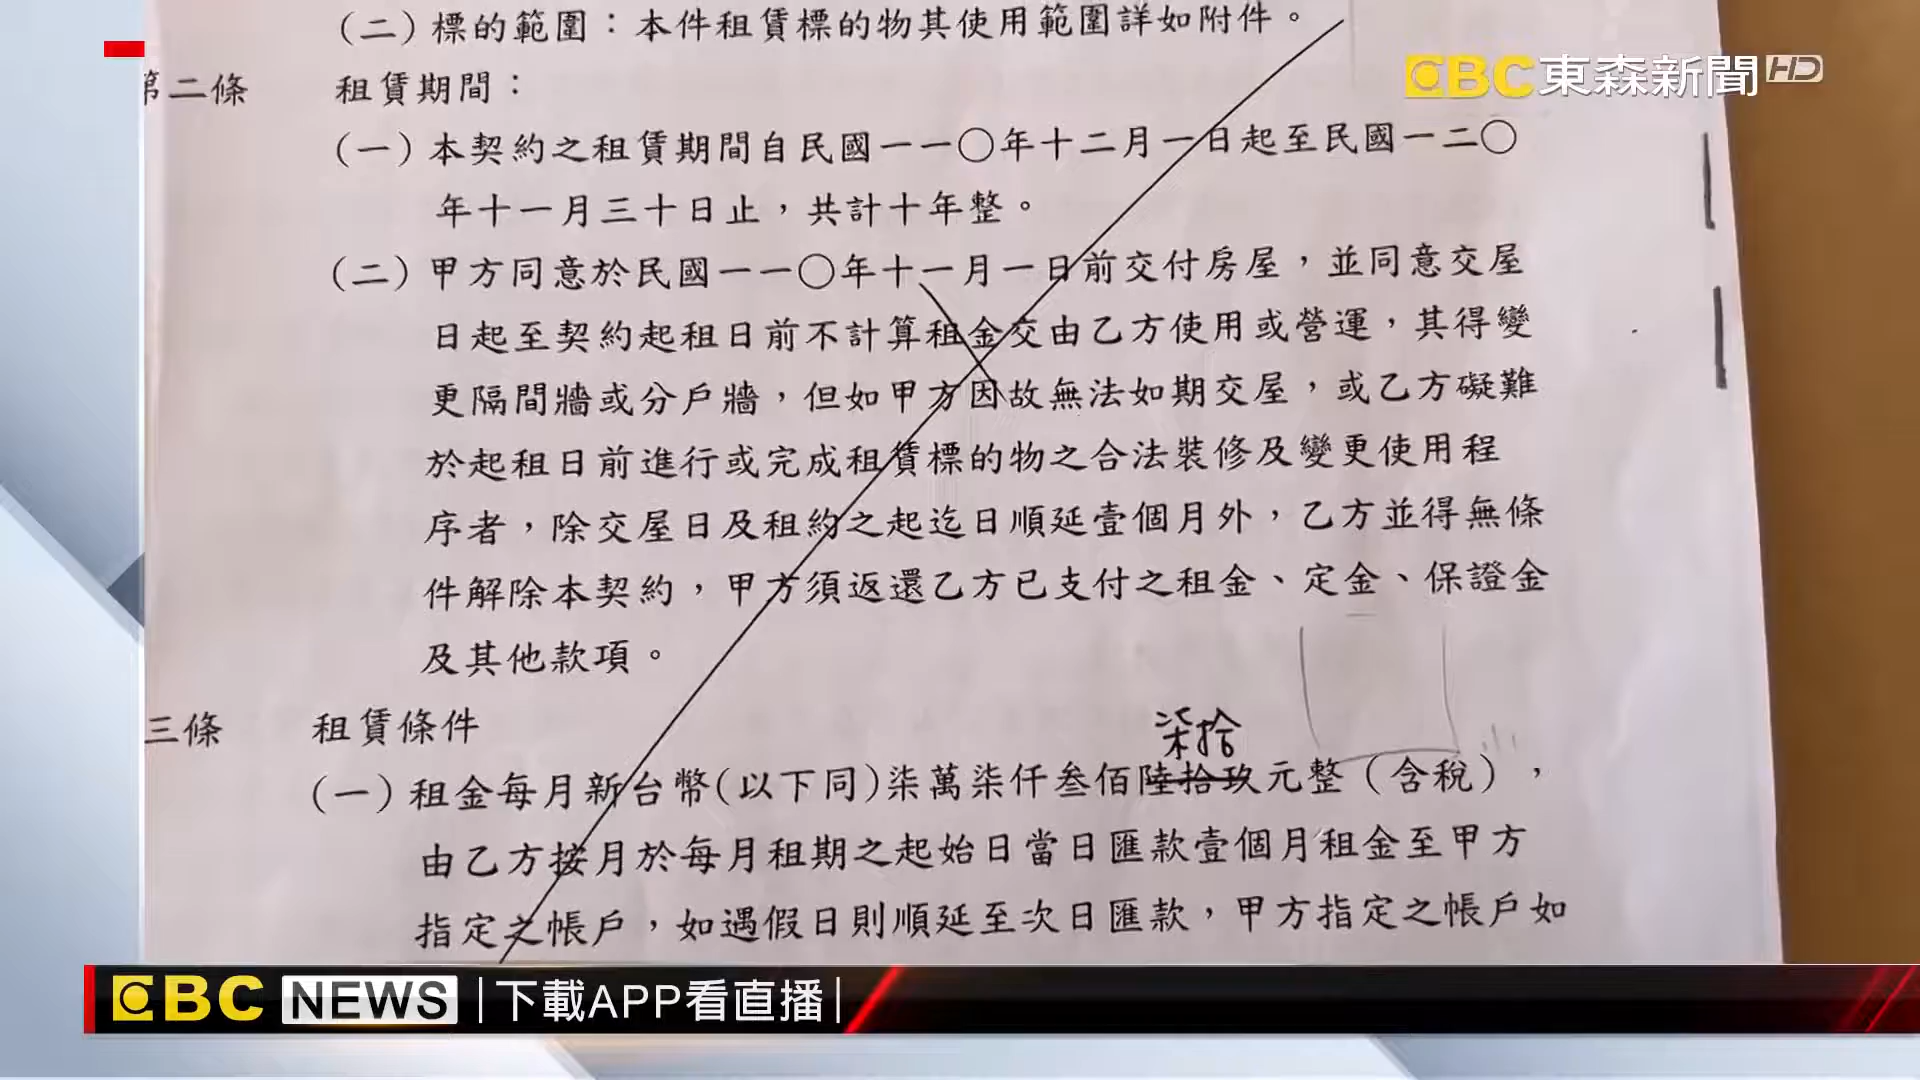 (二)標的範圍：本件租賃標的物其使用範圍詳如附件。
EBC東森新聞HD
第二條 租賃期間：
(一)本契約之租賃期間自民國一一○年十二月一日起至民國一二○
年十一月三十日止，共計十年整。
(二)甲方同意於民國一一○年十一月一日前交付房屋，並同意交屋
日起至契約起租日前不計算租金交由乙方使用或營運，其得變
更隔間牆或分戶牆，但如甲方因故無法如期交屋，或乙方礙難
於起租日前進行或完成租賃標的物之合法裝修及變更使用程
序者，除交屋日及租約之起迄日順延壹個月外，乙方並得無條
件解除本契約，甲方須返還乙方已支付之租金、定金、保證金
及其他款項。
三條 租賃條件
柒拾
(一)租金每月新台幣(以下同)柒萬柒仟叁佰陸拾玖元整（含稅），
由乙方按月於每月租期之起始日當日匯款壹個月租金至甲方
指定之帳戶，如遇假日則順延至次日匯款，甲方指定之帳戶如
EBC NEWS |下載APP看直播|